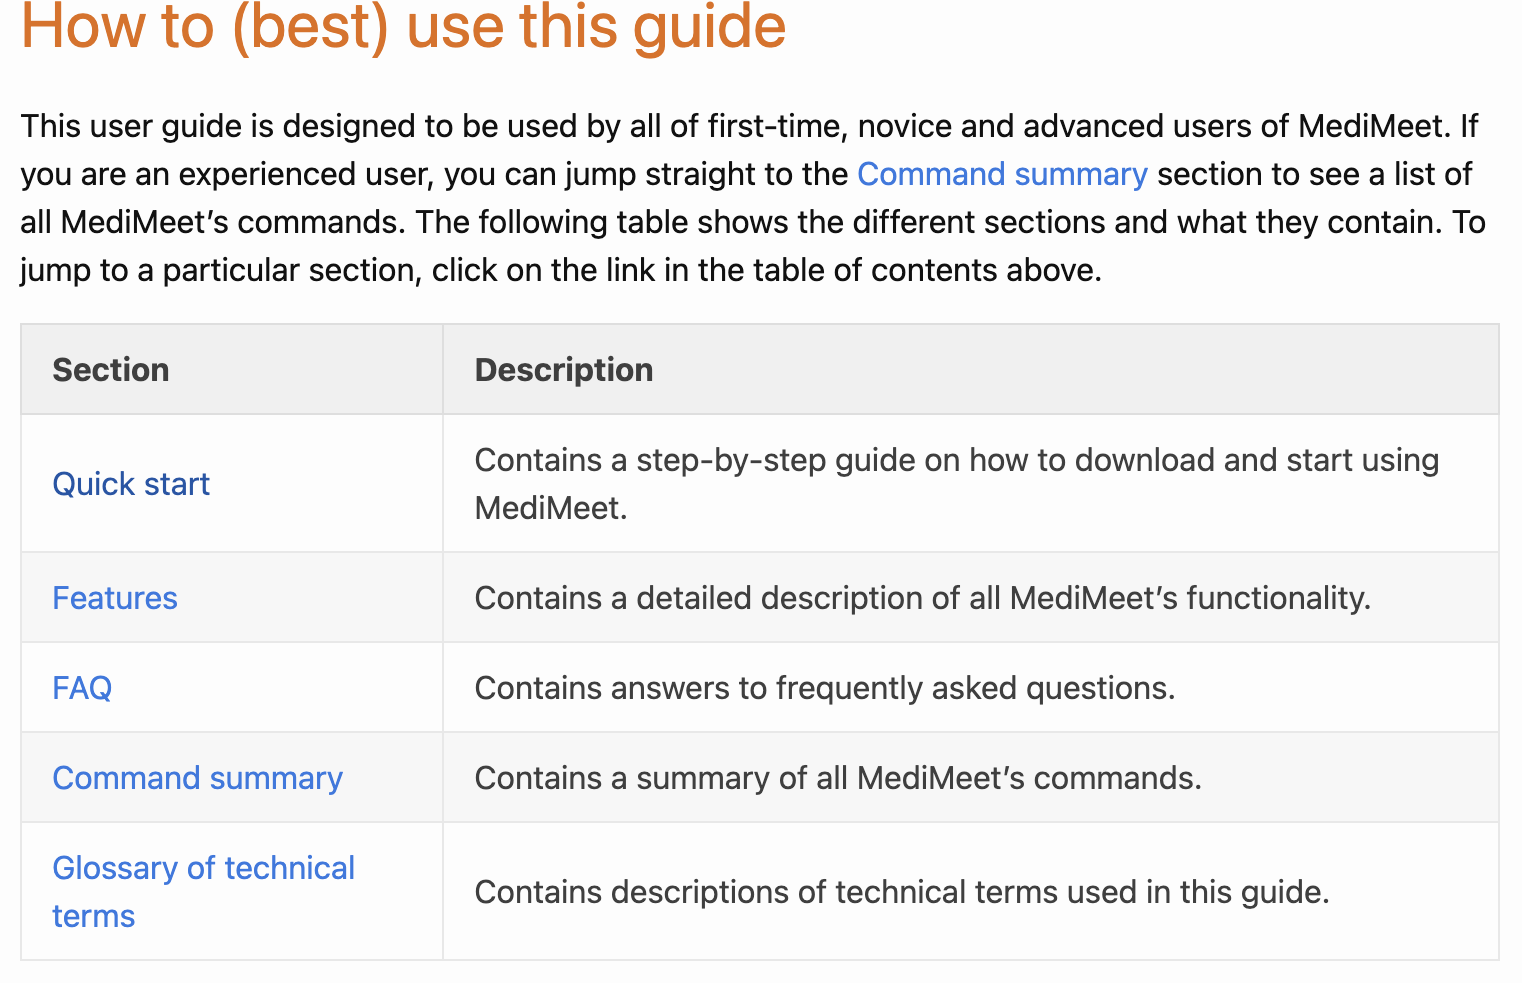 How to (best) use this guide
This user guide is designed to be used by all of first-time, novice and advanced users of MediMeet. If
you are an experienced user, you can jump straight to the Command summary section to see a list of
all MediMeet’s commands. The following table shows the different sections and what they contain. To
jump to a particular section, click on the link in the table of contents above.
Section
Description
Quick start
Contains a step-by-step guide on how to download and start using
MediMeet.
Features
Contains a detailed description of all MediMeet’s functionality.
FAQ
Contains answers to frequently asked questions.
Command summary
Contains a summary of all MediMeet’s commands.
Glossary of technical
terms
Contains descriptions of technical terms used in this guide.